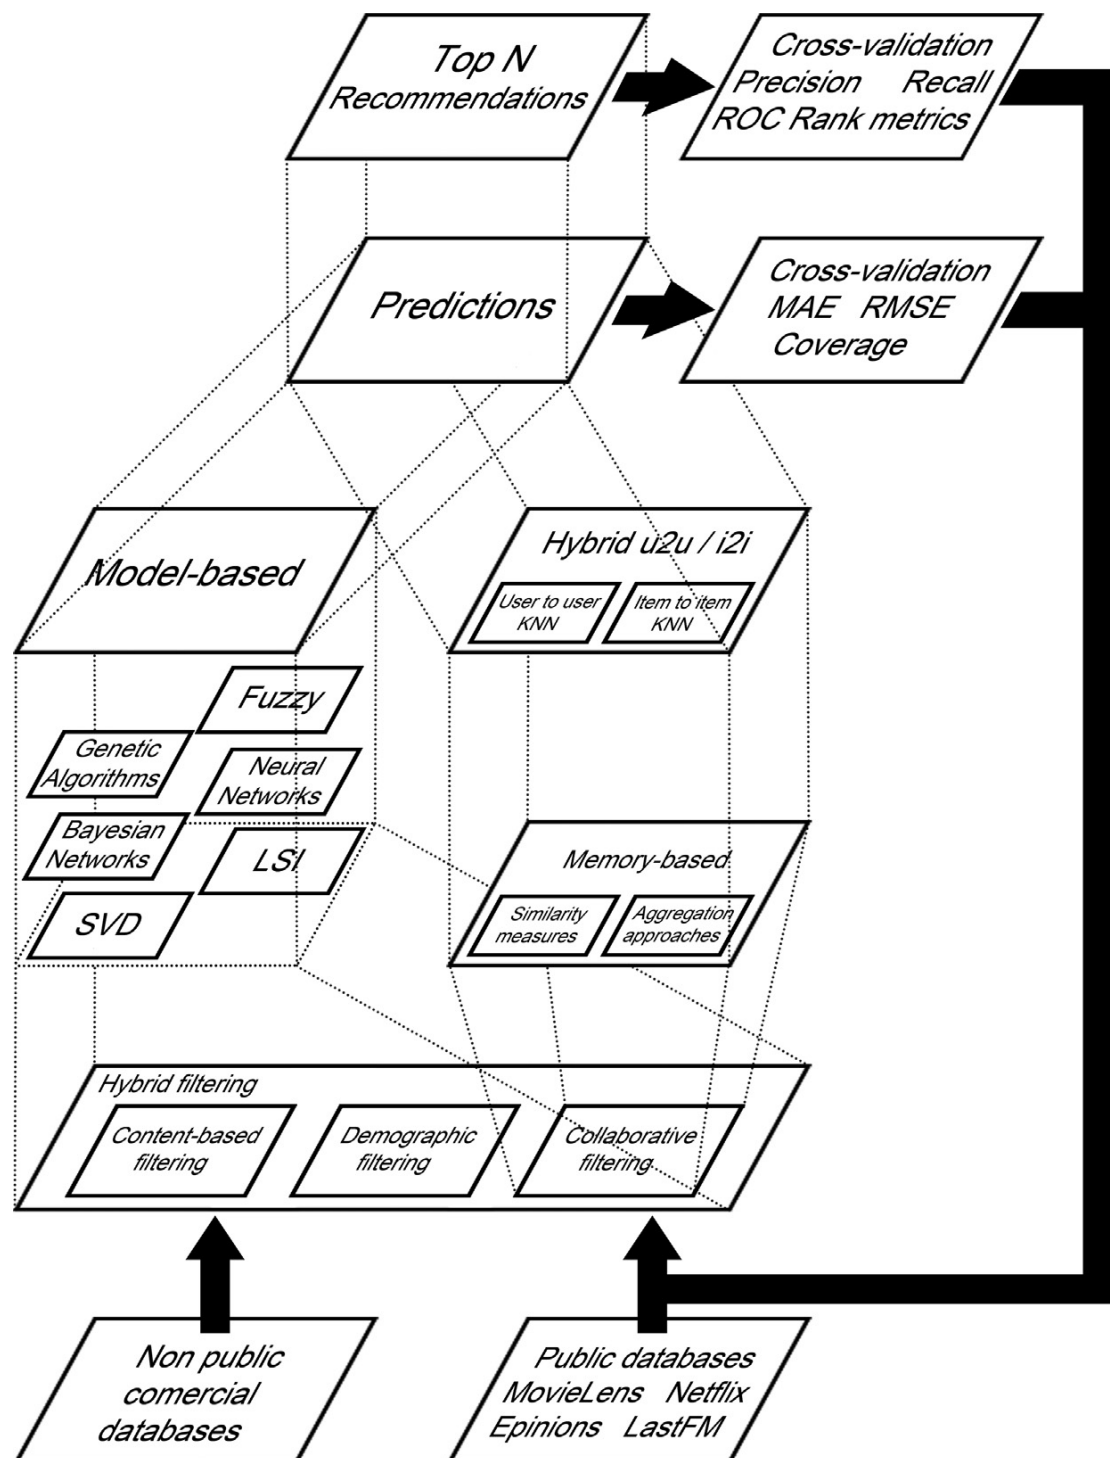 Top N
Recommendations
Cross-validation
Precision Recall
ROC Rank metrics
Predictions
Cross-validation
MAE RMSE
Coverage
Model-based
Hybrid u2u / i2i
User to user
KNN
Item to item
KNN
Fuzzy
Genetic
Algorithms
Neural
Networks
Bayesian
Networks
LSI
SVD
Memory-based
Similarity
measures
Aggregation
approaches
Hybrid filtering
Content-based
filtering
Demographic
filtering
Collaborative
filtering
Non public
comercial
databases
Public databases
MovieLens Netflix
Epinions LastFM